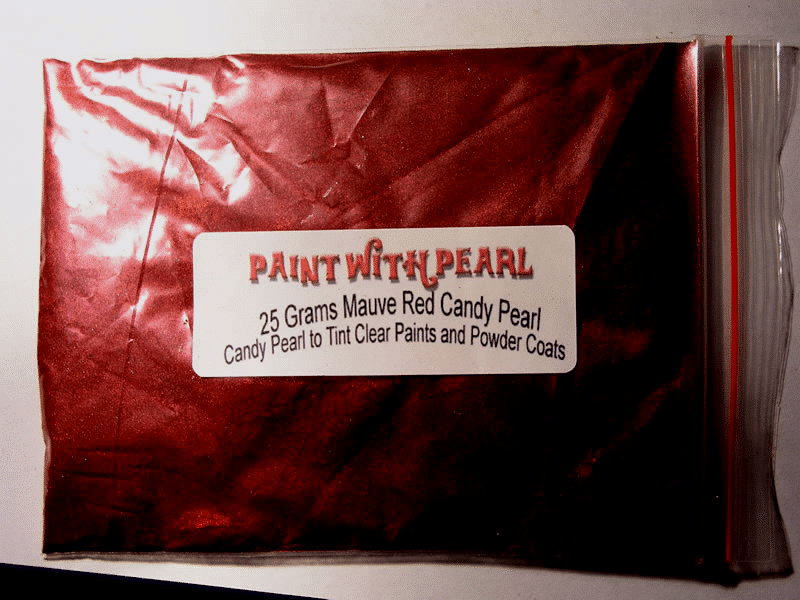 PAINT WITH PEARL
25 Grams Mauve Red Candy Pearl
Candy Pearl to Tint Clear Paints and Powder Coats